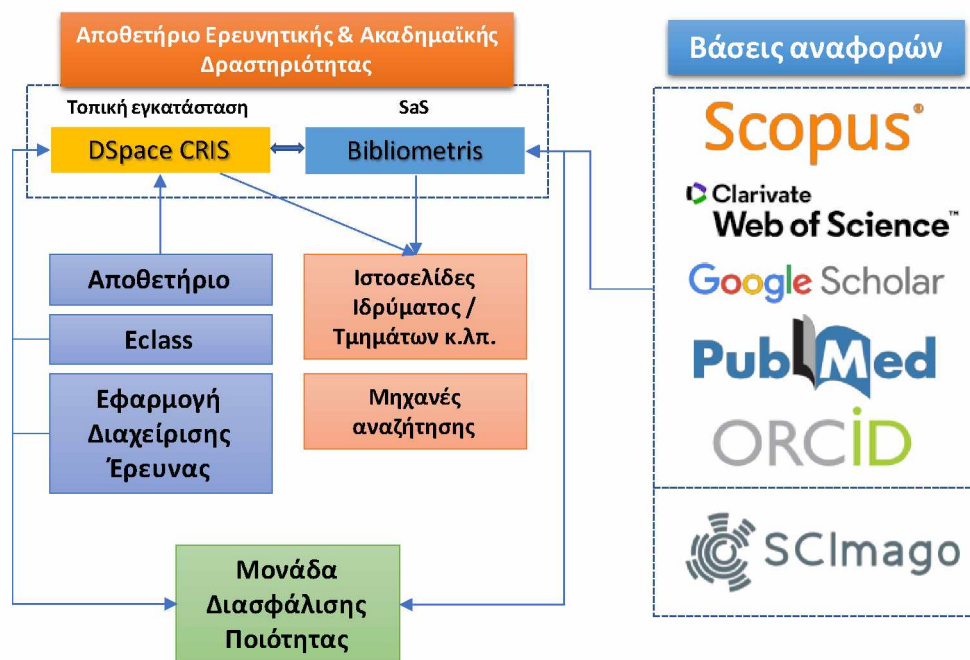 Αποθετήριο Ερευνητικής & Ακαδημαϊκής
Δραστηριότητας
Τοπική εγκατάσταση
SaS
DSpace CRIS
Bibliometris
Αποθετήριο
Eclass
Εφαρμογή
Διαχείρισης
Έρευνας
Ιστοσελίδες
Ιδρύματος /
Τμημάτων κ.λπ.
Μηχανές
αναζήτησης
Μονάδα
Διασφάλισης
Ποιότητας
Βάσεις αναφορών
Scopus®
Clarivate
Web of Science™
Google Scholar
PubMed
ORCiD
SCImago